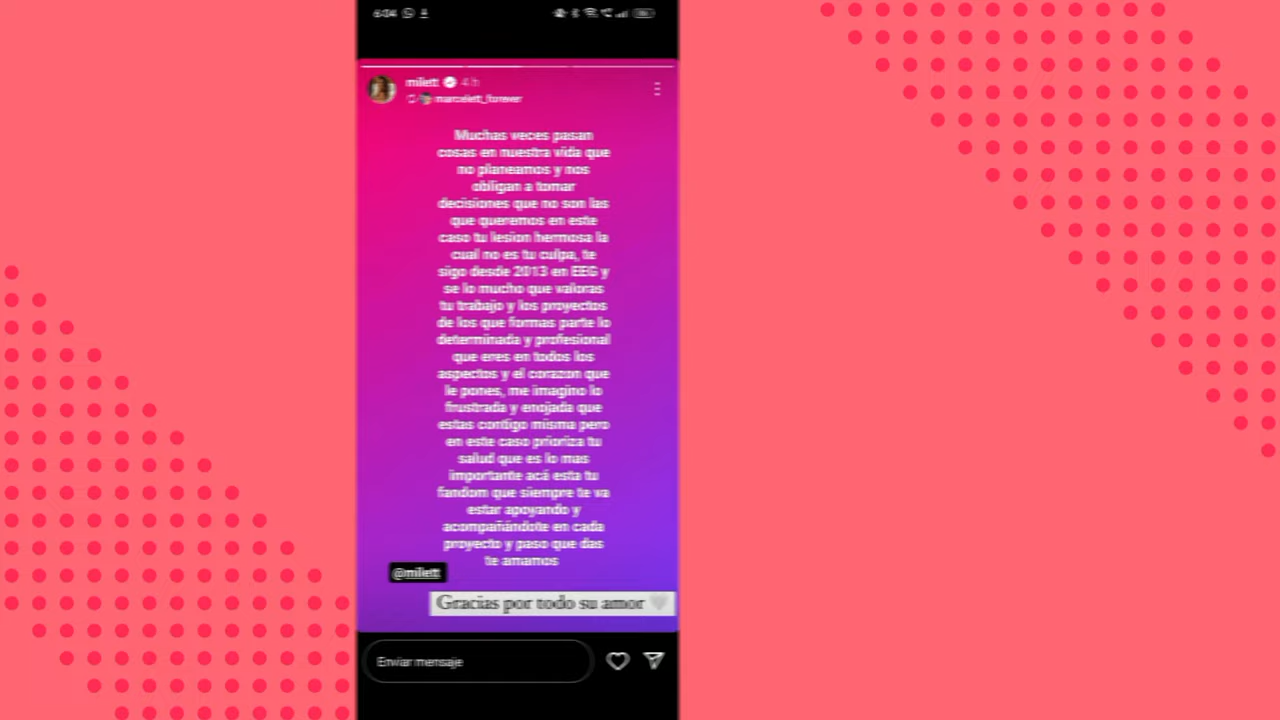 6:04
milett 4 h
marcelett_forever
Muchas veces pasan
cosas en nuestra vida que
no planeamos y nos
obligan a tomar
decisiones que no son las
que queremos en este
caso tu lesion hermosa la
cual no es tu culpa, te
sigo desde 2013 en EEG y
se lo mucho que valoras
tu trabajo y los proyectos
de los que formas parte lo
determinada y profesional
que eres en todos los
aspectos y el corazon que
le pones, me imagino lo
frustrada y enojada que
estas contigo misma pero
en este caso prioriza tu
salud que es lo mas
importante acá esta tu
fandom que siempre te va
estar apoyando y
acompañándote en cada
proyecto y paso que das
te amamos
@milett
Gracias por todo su amor
Enviar mensaje